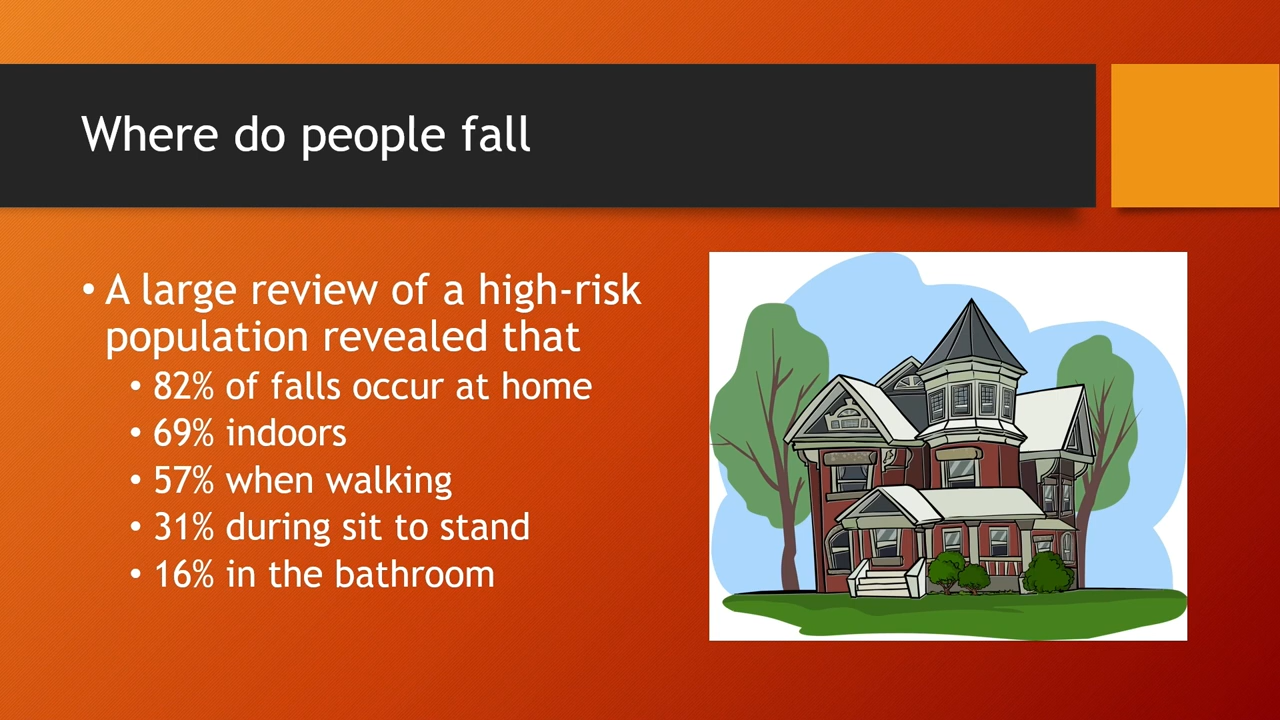 Where do people fall
• A large review of a high-risk
population revealed that
• 82% of falls occur at home
• 69% indoors
• 57% when walking
• 31% during sit to stand
• 16% in the bathroom